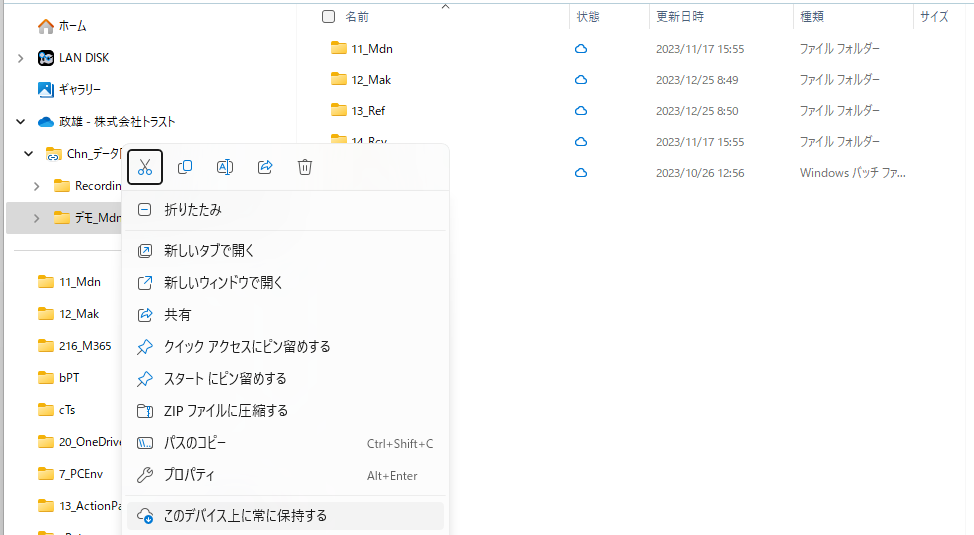 ホーム
LAN DISK
ギャラリー
政雄 - 株式会社トラスト
Chn_データ
Recordin
デモ_Mdn
11_Mdn
12_Mak
216_M365
bPT
cTs
20_OneDrive
7_PCEnv
13_ActionPa
名前 状態 更新日時 種類 サイズ
11_Mdn 2023/11/17 15:55 ファイル フォルダー
12_Mak 2023/12/25 8:49 ファイル フォルダー
13_Ref 2023/12/25 8:50 ファイル フォルダー
14_Rcv 2023/11/17 15:55 ファイル フォルダー
2023/10/26 12:56 Windows バッチ ファ...
折りたたみ
新しいタブで開く
新しいウィンドウで開く
共有
クイック アクセスにピン留めする
スタート にピン留めする
ZIP ファイルに圧縮する
パスのコピー Ctrl+Shift+C
プロパティ Alt+Enter
このデバイス上に常に保持する